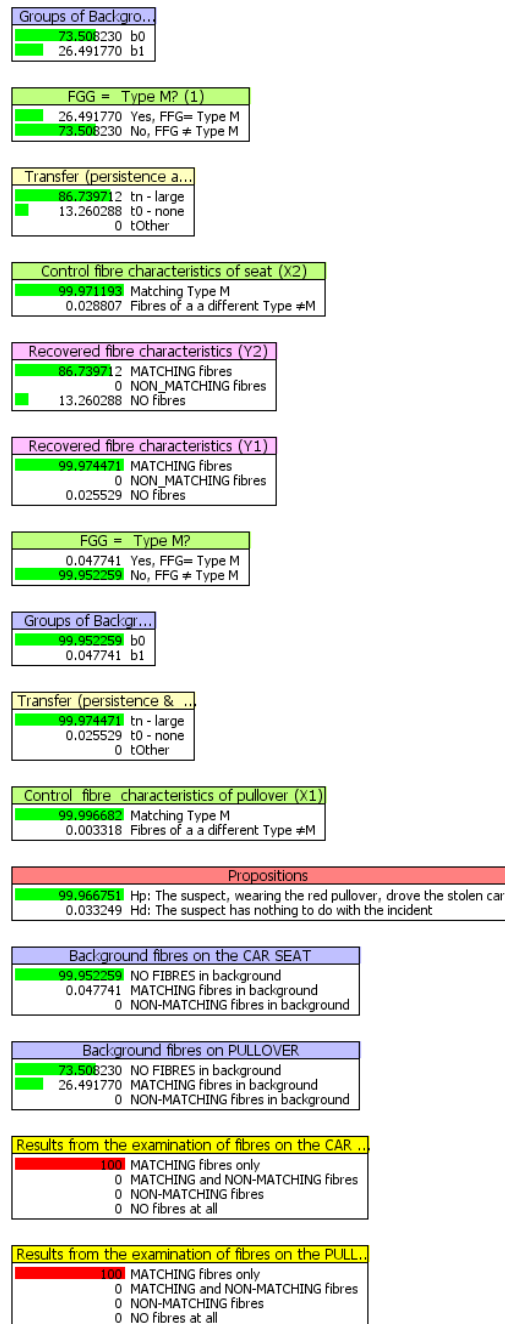 Groups of Backgro...
73.508230 b0
26.491770 b1
FGG = Type M? (1)
26.491770 Yes, FFG= Type M
73.508230 No, FFG ≠ Type M
Transfer (persistence a...
86.739712 tn - large
13.260288 t0 - none
0 tOther
Control fibre characteristics of seat (X2)
99.971193 Matching Type M
0.028807 Fibres of a a different Type ≠M
Recovered fibre characteristics (Y2)
86.739712 MATCHING fibres
0 NON_MATCHING fibres
13.260288 NO fibres
Recovered fibre characteristics (Y1)
99.974471 MATCHING fibres
0 NON_MATCHING fibres
0.025529 NO fibres
FGG = Type M?
0.047741 Yes, FFG= Type M
99.952259 No, FFG ≠ Type M
Groups of Backgr...
99.952259 b0
0.047741 b1
Transfer (persistence & ...
99.974471 tn - large
0.025529 t0 - none
0 tOther
Control fibre characteristics of pullover (X1)
99.996682 Matching Type M
0.003318 Fibres of a a different Type ≠M
Propositions
99.966751 Hp: The suspect, wearing the red pullover, drove the stolen car
0.033249 Hd: The suspect has nothing to do with the incident
Background fibres on the CAR SEAT
99.952259 NO FIBRES in background
0.047741 MATCHING fibres in background
0 NON-MATCHING fibres in background
Background fibres on PULLOVER
73.508230 NO FIBRES in background
26.491770 MATCHING fibres in background
0 NON-MATCHING fibres in background
Results from the examination of fibres on the CAR ...
100 MATCHING fibres only
0 MATCHING and NON-MATCHING fibres
0 NON-MATCHING fibres
0 NO fibres at all
Results from the examination of fibres on the PULL...
100 MATCHING fibres only
0 MATCHING and NON-MATCHING fibres
0 NON-MATCHING fibres
0 NO fibres at all